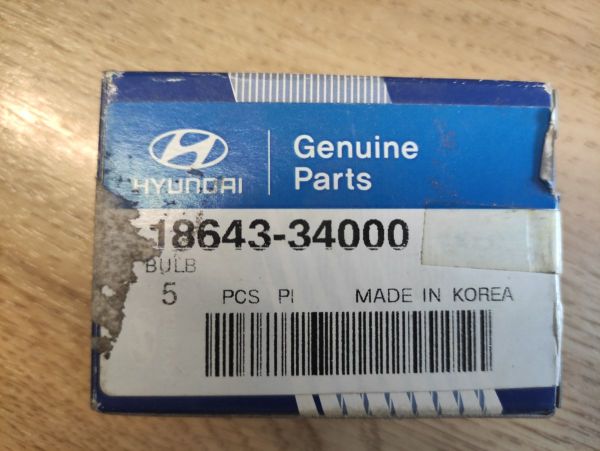 HYUNDAI
Genuine
Parts
18643-34000
BULB
5 PCS PI MADE IN KOREA